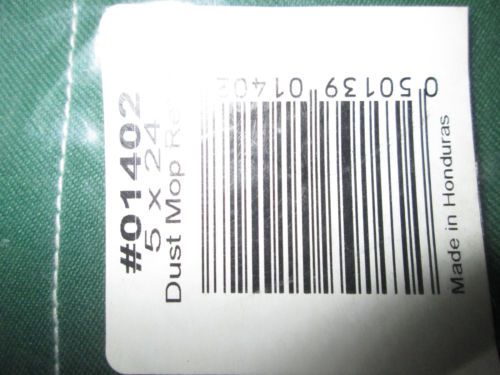 #01402
5 x 24
Dust Mop
0 50139 01402
Made in Honduras